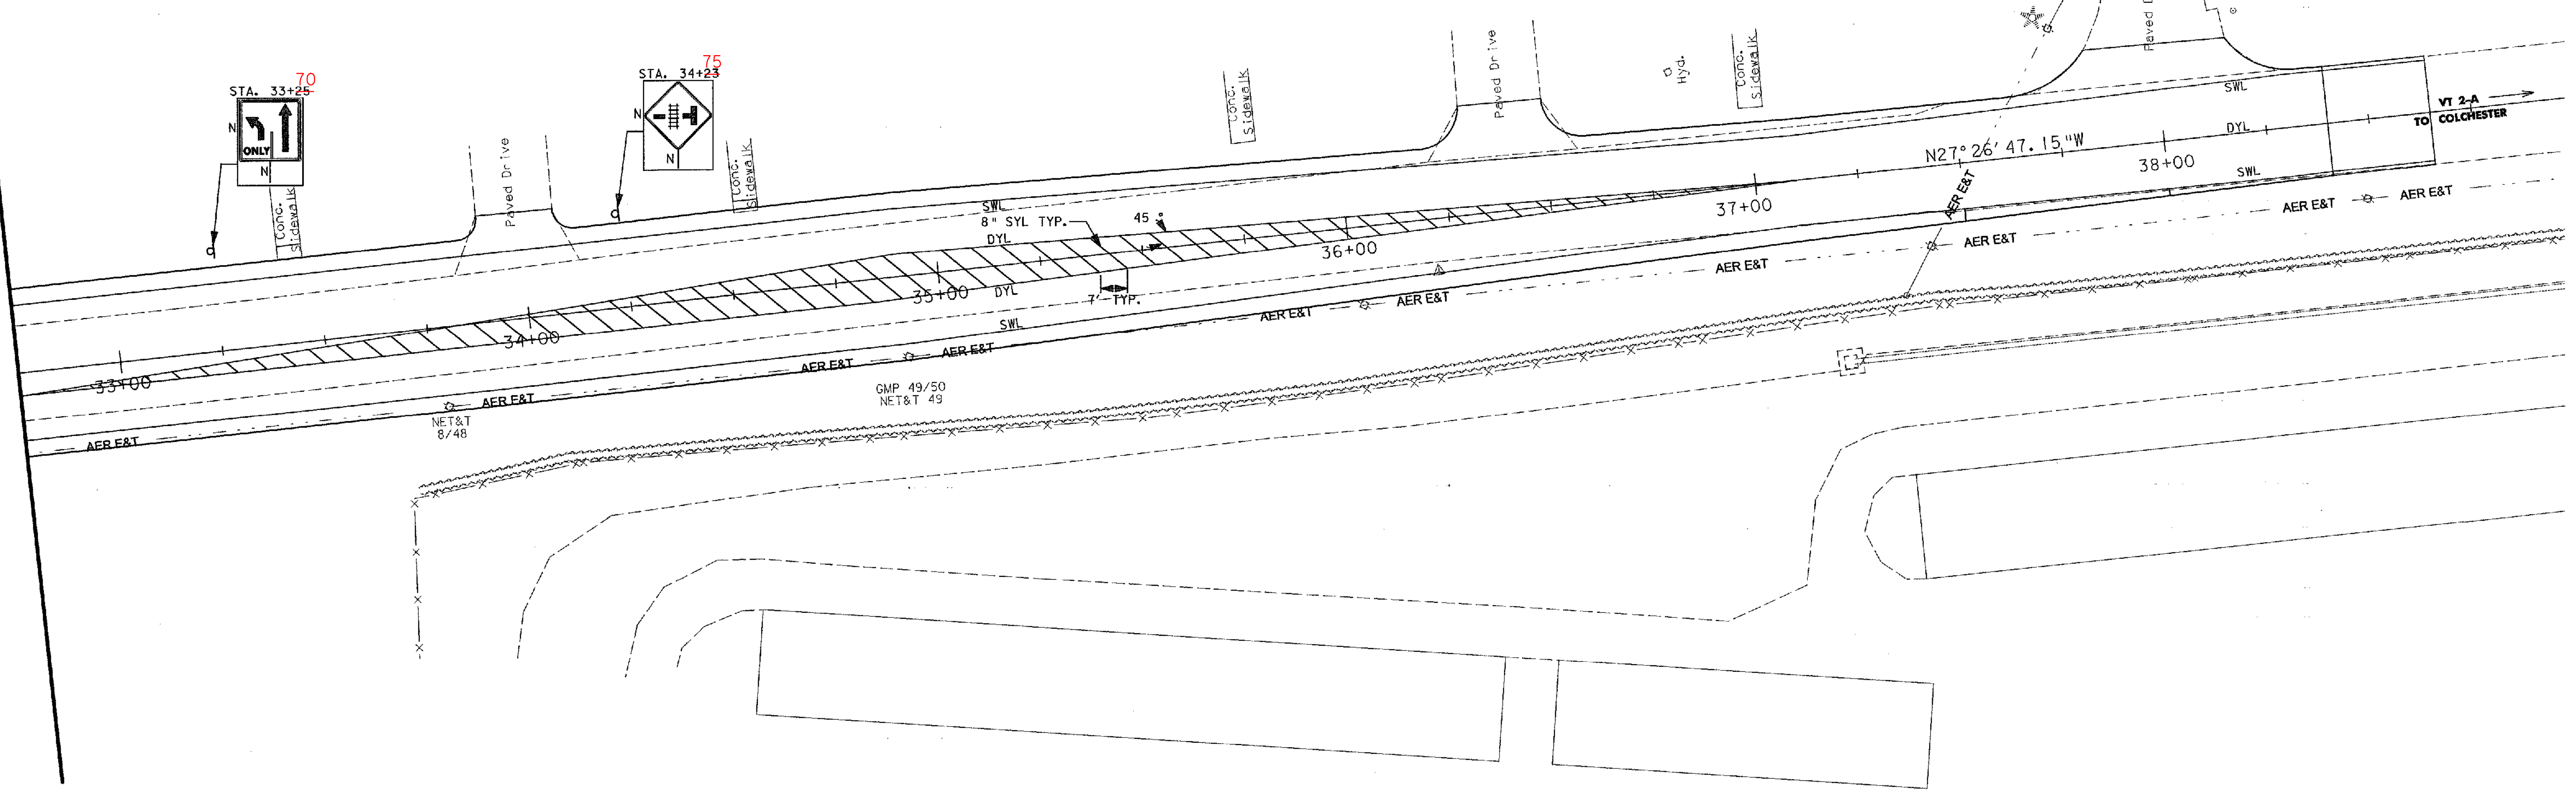 70
STA. 33+25
N
ONLY
N
75
STA. 34+23
N
N
Conc.
Sidewalk
Paved Drive
Conc.
Sidewalk
Conc.
Sidewalk
Paved Drive
Hyd.
Conc.
Sidewalk
Paved
SWL
VT 2-A
TO COLCHESTER
DYL
N27°26'47.15"W
38+00
SWL
AER E&T
AER E&T
AER E&T
37+00
SWL
8" SYL TYP.
45°
DYL
36+00
AER E&T
AER E&T
35+00
DYL
7' TYP.
AER E&T
AER E&T
SWL
34+00
AER E&T
AER E&T
33+00
GMP 49/50
NET&T 49
AER E&T
NET&T
8/48
AER E&T